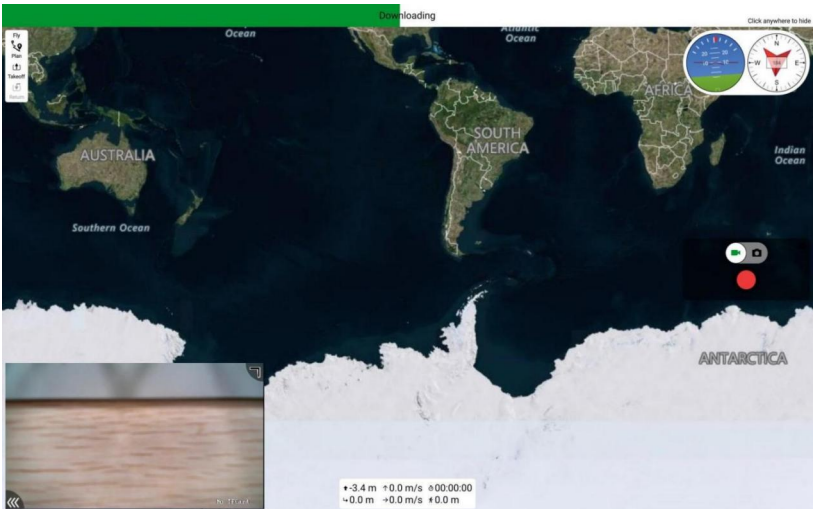 Downloading
Click anywhere to hide
Fly
Plan
Takeoff
Return
Ocean
Atlantic
Ocean
N
W
E
S
AFRICA
SOUTH
AMERICA
AUSTRALIA
Indian
Ocean
Southern Ocean
ANTARCTICA
-3.4 m 0.0 m/s 00:00:00
0.0 m 0.0 m/s 0.0 m